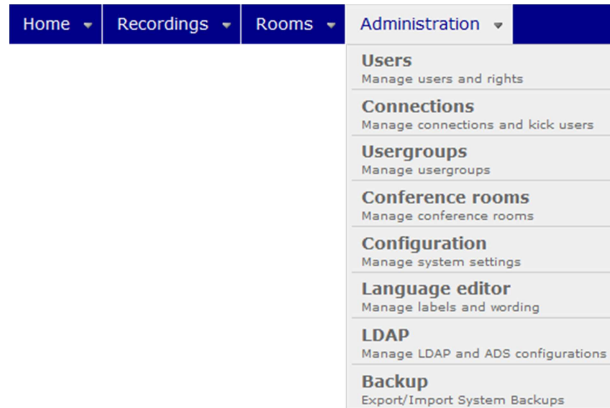 Home Recordings Rooms Administration
Users
Manage users and rights
Connections
Manage connections and kick users
Usergroups
Manage usergroups
Conference rooms
Manage conference rooms
Configuration
Manage system settings
Language editor
Manage labels and wording
LDAP
Manage LDAP and ADS configurations
Backup
Export/Import System Backups